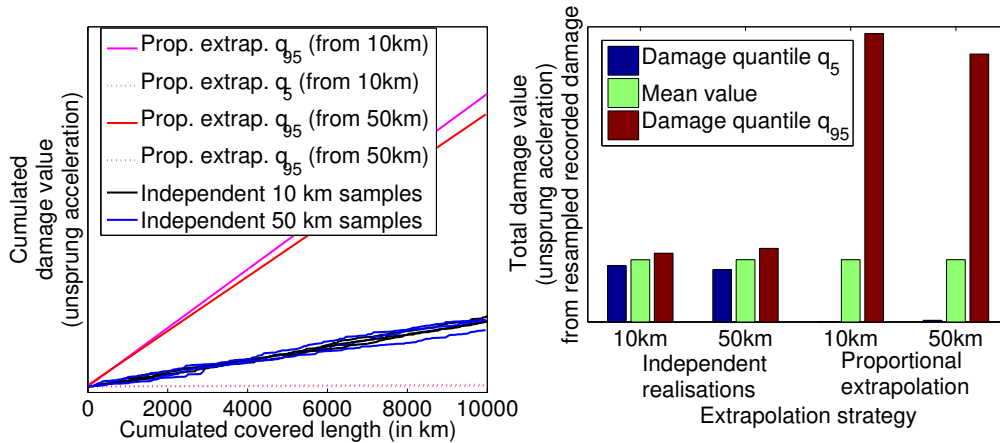 Cumulated
damage value
(unsprung acceleration)
Prop. extrap. q95 (from 10km)
Prop. extrap. q5 (from 10km)
Prop. extrap. q95 (from 50km)
Prop. extrap. q95 (from 50km)
Independent 10 km samples
Independent 50 km samples
0 2000 4000 6000 8000 10000
Cumulated covered length (in km)
Total damage value
(unsprung acceleration)
from resampled recorded damage
Damage quantile q5
Mean value
Damage quantile q95
10km 50km 10km 50km
Independent
realisations
Proportional
extrapolation
Extrapolation strategy